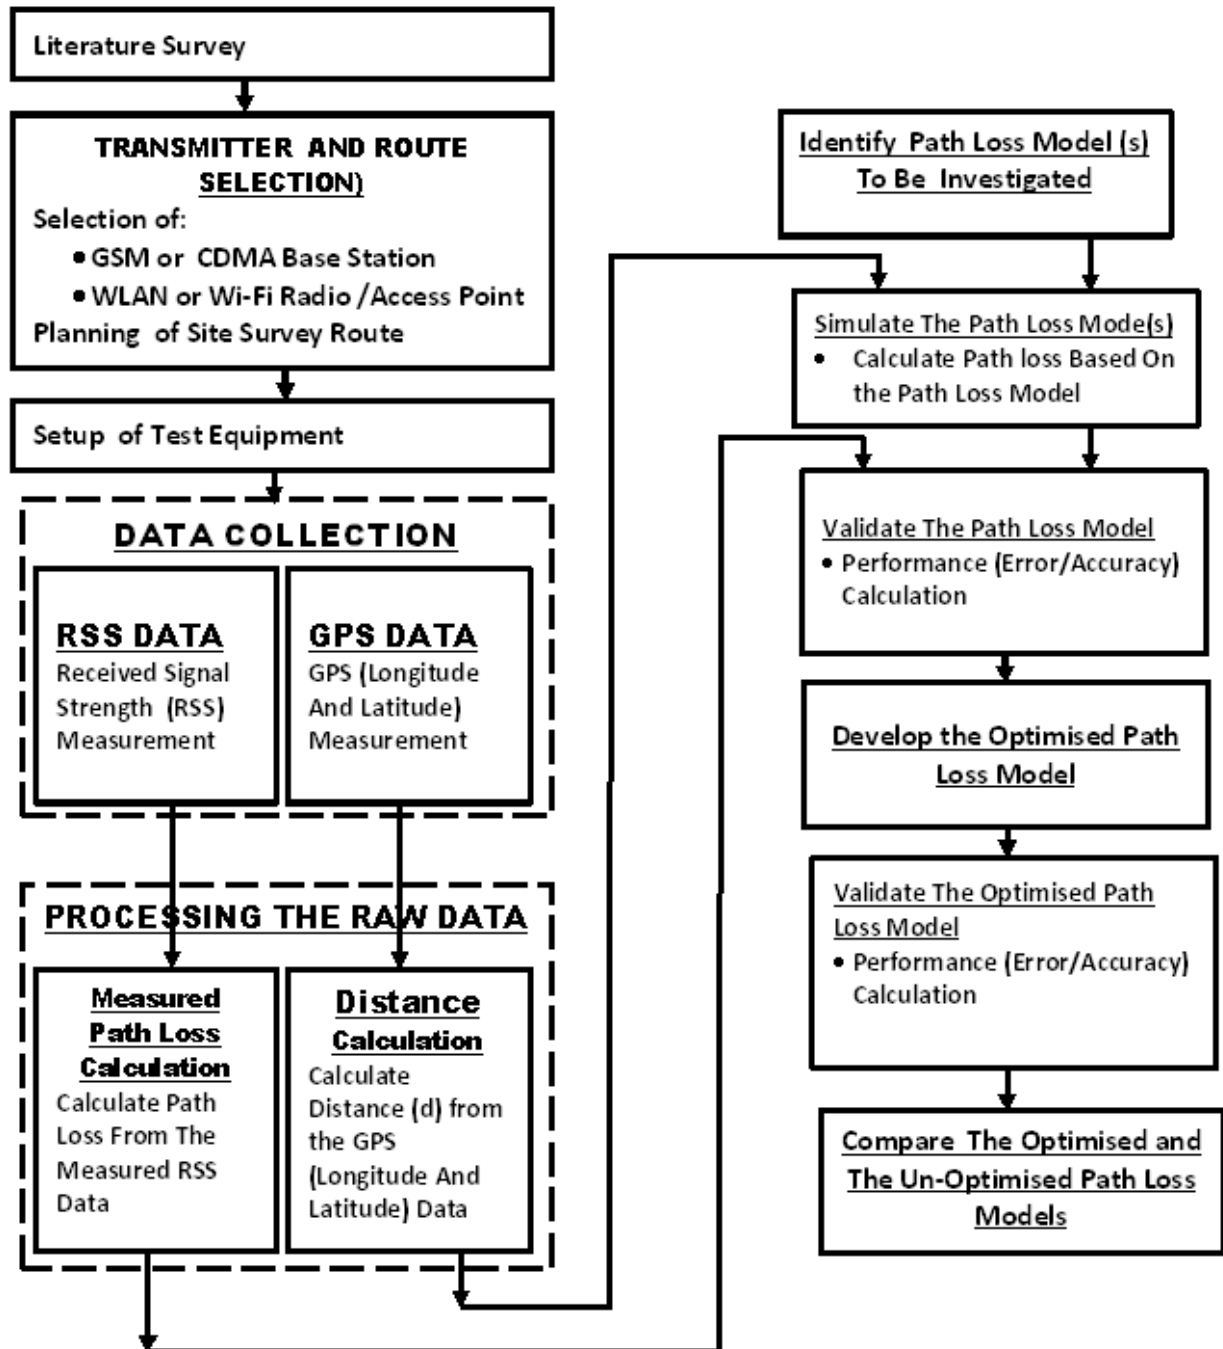 Literature Survey
TRANSMITTER AND ROUTE
SELECTION)
Selection of:
• GSM or CDMA Base Station
• WLAN or Wi-Fi Radio /Access Point
Planning of Site Survey Route
Setup of Test Equipment
DATA COLLECTION
RSS DATA
Received Signal
Strength (RSS)
Measurement
GPS DATA
GPS (Longitude
And Latitude)
Measurement
PROCESSING THE RAW DATA
Measured
Path Loss
Calculation
Calculate Path
Loss From The
Measured RSS
Data
Distance
Calculation
Calculate
Distance (d) from
the GPS
(Longitude And
Latitude) Data
Identify Path Loss Model (s)
To Be Investigated
Simulate The Path Loss Mode(s)
• Calculate Path loss Based On
the Path Loss Model
Validate The Path Loss Model
• Performance (Error/Accuracy)
Calculation
Develop the Optimised Path
Loss Model
Validate The Optimised Path
Loss Model
• Performance (Error/Accuracy)
Calculation
Compare The Optimised and
The Un-Optimised Path Loss
Models